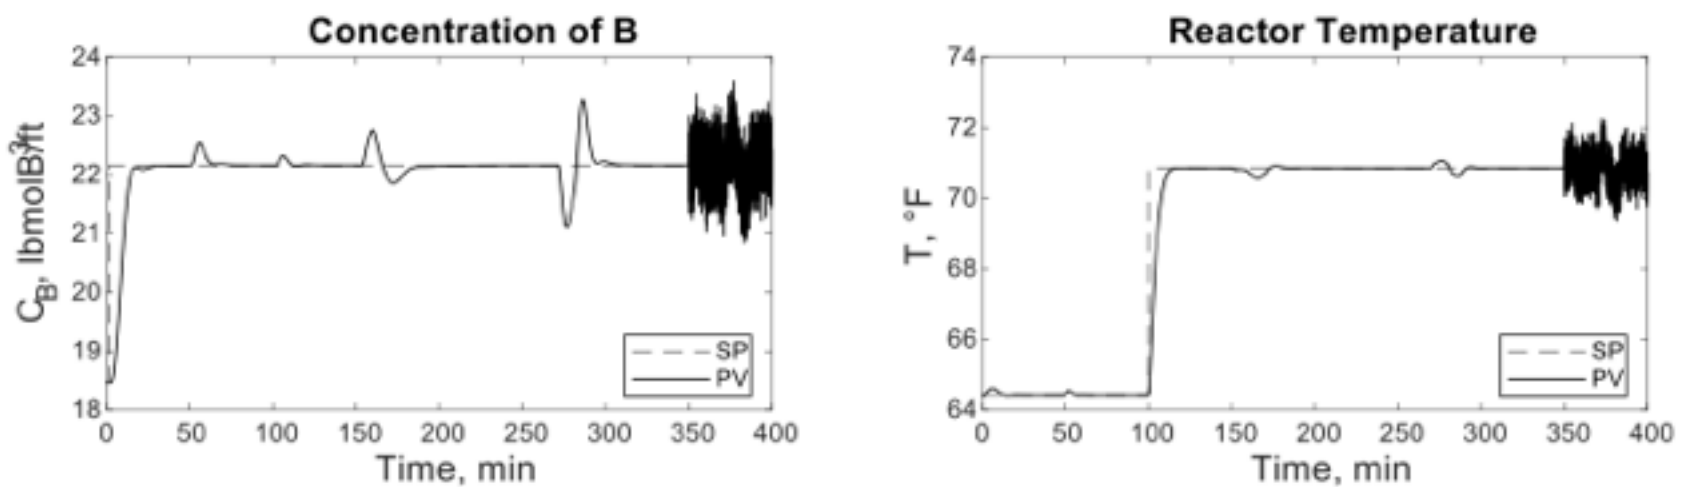 Concentration of B
24
23
22
21
20
19
18
C_B, lbmolB/ft³
0 50 100 150 200 250 300 350 400
Time, min
SP
PV
Reactor Temperature
74
72
70
68
66
64
T, °F
0 50 100 150 200 250 300 350 400
Time, min
SP
PV